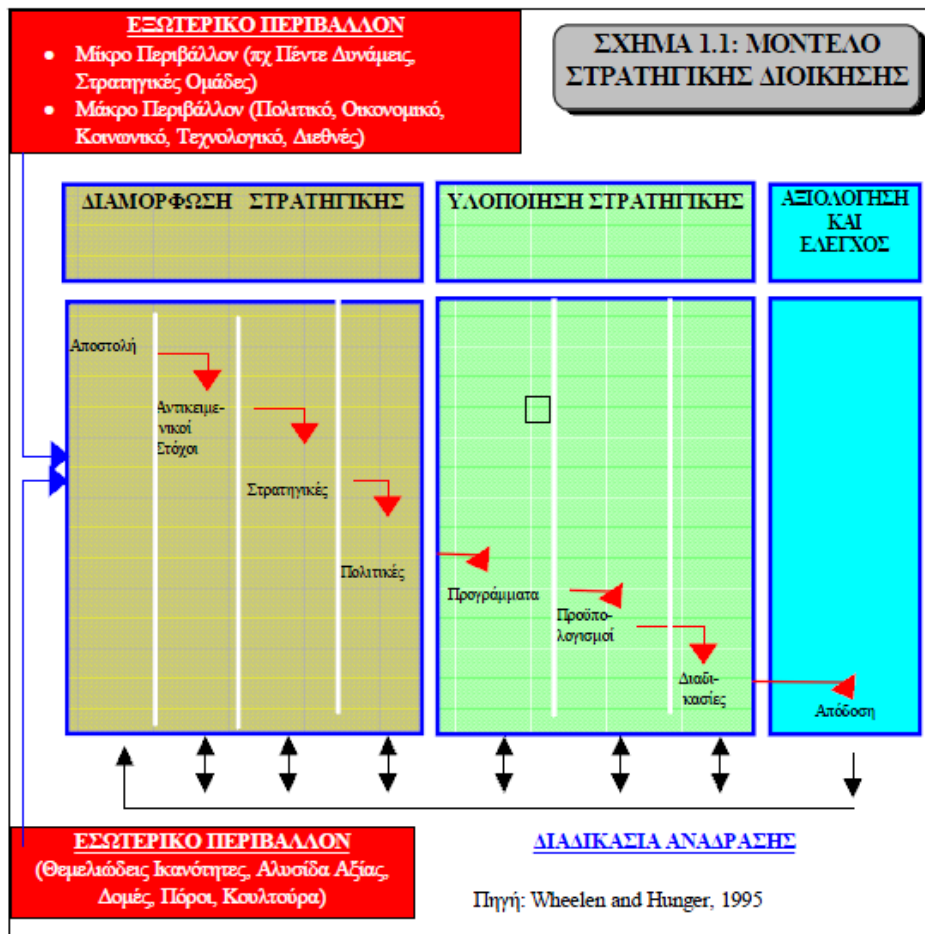 ΕΞΩΤΕΡΙΚΟ ΠΕΡΙΒΑΛΛΟΝ
• Μίκρο Περιβάλλον (πχ Πέντε Δυνάμεις,
Στρατηγικές Ομάδες)
• Μάκρο Περιβάλλον (Πολιτικό, Οικονομικό,
Κοινωνικό, Τεχνολογικό, Διεθνές)
ΣΧΗΜΑ 1.1: ΜΟΝΤΕΛΟ
ΣΤΡΑΤΗΓΙΚΗΣ ΔΙΟΙΚΗΣΗΣ
ΔΙΑΜΟΡΦΩΣΗ ΣΤΡΑΤΗΓΙΚΗΣ
ΥΛΟΠΟΙΗΣΗ ΣΤΡΑΤΗΓΙΚΗΣ
ΑΞΙΟΛΟΓΗΣΗ
ΚΑΙ
ΕΛΕΓΧΟΣ
Αποστολή
Αντικειμε-
νικοί
Στόχοι
Στρατηγικές
Πολιτικές
Προγράμματα
Προϋπο-
λογισμοί
Διαδι-
κασίες
Απόδοση
ΕΣΩΤΕΡΙΚΟ ΠΕΡΙΒΑΛΛΟΝ
(Θεμελιώδεις Ικανότητες, Αλυσίδα Αξίας,
Δομές, Πόροι, Κουλτούρα)
ΔΙΑΔΙΚΑΣΙΑ ΑΝΑΔΡΑΣΗΣ
Πηγή: Wheelen and Hunger, 1995